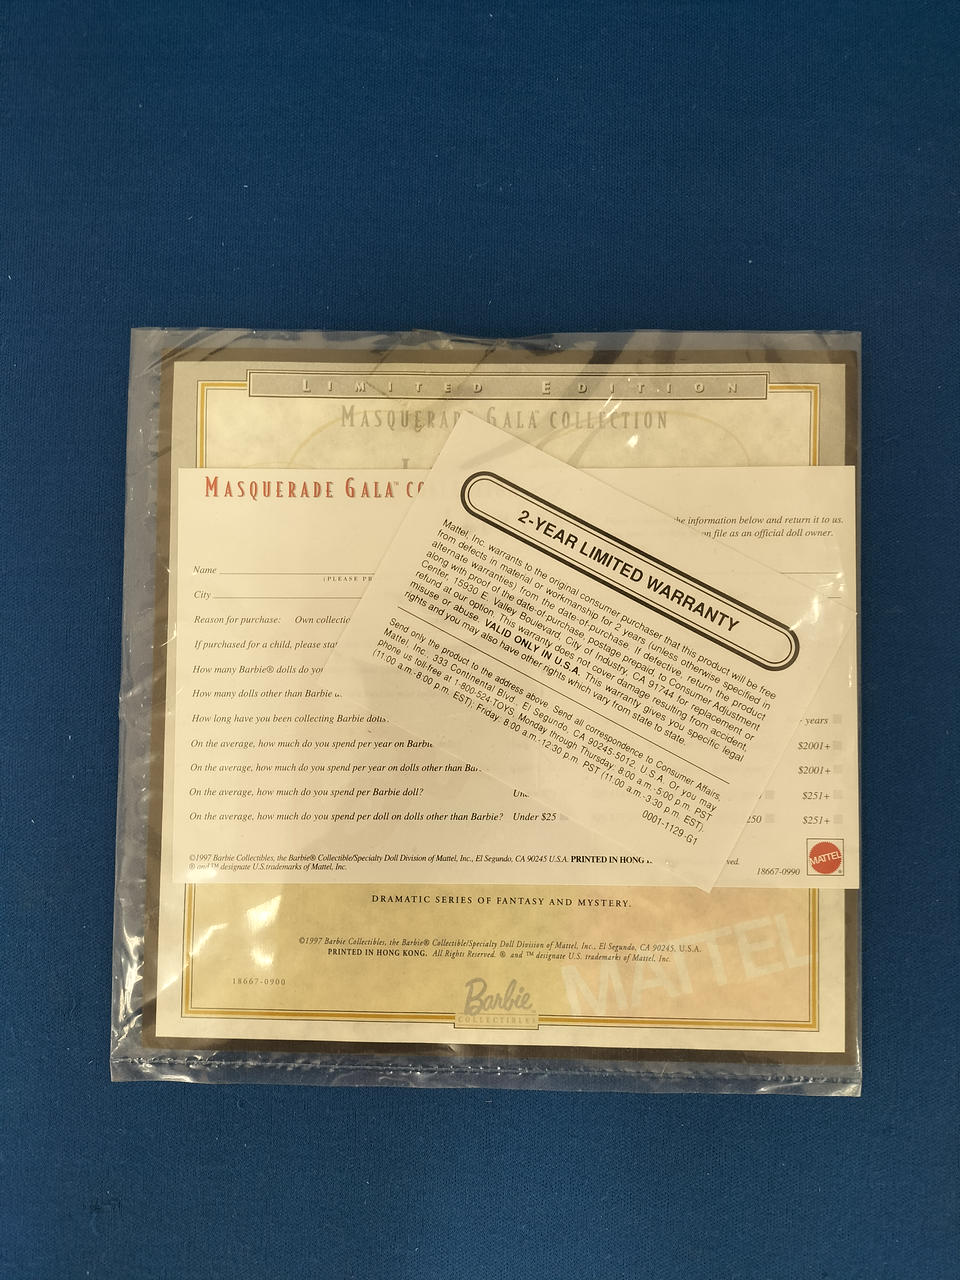 LIMITED EDITION
MASQUERADE GALA™ COLLECTION
MASQUERADE GALA™ CO
the information below and return it to us.
on file as an official doll owner.
Name
(PLEASE PR
City
Reason for purchase: Own collectio
If purchased for a child, please sta
How many Barbie® dolls do you
How many dolls other than Barbie
How long have you been collecting Barbie dolls
years
On the average, how much do you spend per year on Barbie
$2001+
On the average, how much do you spend per year on dolls other than Bar
$2001+
On the average, how much do you spend per Barbie doll?
$251+
On the average, how much do you spend per doll on dolls other than Barbie? Under $25
250 $251+
©1997 Barbie Collectibles, the Barbie® Collectible/Specialty Doll Division of Mattel, Inc., El Segundo, CA 90245 U.S.A. PRINTED IN HONG
ved.
® and ™ designate U.S.trademarks of Mattel, Inc.
18667-0990
MATTEL
2-YEAR LIMITED WARRANTY
Mattel, Inc. warrants to the original consumer purchaser that this product will be free
from defects in material or workmanship for 2 years (unless otherwise specified in
alternate warranties) from the date-of-purchase. If defective, return the product
along with proof of the date-of-purchase, postage prepaid, to Consumer Adjustment
Center, 15930 E. Valley Boulevard, City of Industry, CA 91744 for replacement or
refund at our option. This warranty does not cover damage resulting from accident,
misuse or abuse. VALID ONLY IN U.S.A. This warranty gives you specific legal
rights and you may also have other rights which vary from state to state.
Send only the product to the address above. Send all correspondence to Consumer Affairs,
Mattel, Inc. 333 Continental Blvd., El Segundo, CA 90245-5012, U.S.A. Or you may
phone us toll-free at 1-800-524-TOYS, Monday through Thursday, 8:00 a.m.-5:00 p.m. PST
(11:00 a.m.-8:00 p.m. EST); Friday, 8:00 a.m.-12:30 p.m. PST (11:00 a.m.-3:30 p.m. EST).
0001-1129-G1
DRAMATIC SERIES OF FANTASY AND MYSTERY.
©1997 Barbie Collectibles, the Barbie® Collectible/Specialty Doll Division of Mattel, Inc., El Segundo, CA 90245, U.S.A.
PRINTED IN HONG KONG. All Rights Reserved. ® and ™ designate U.S. trademarks of Mattel, Inc.
18667-0900
Barbie
COLLECTIBLES
MATTEL